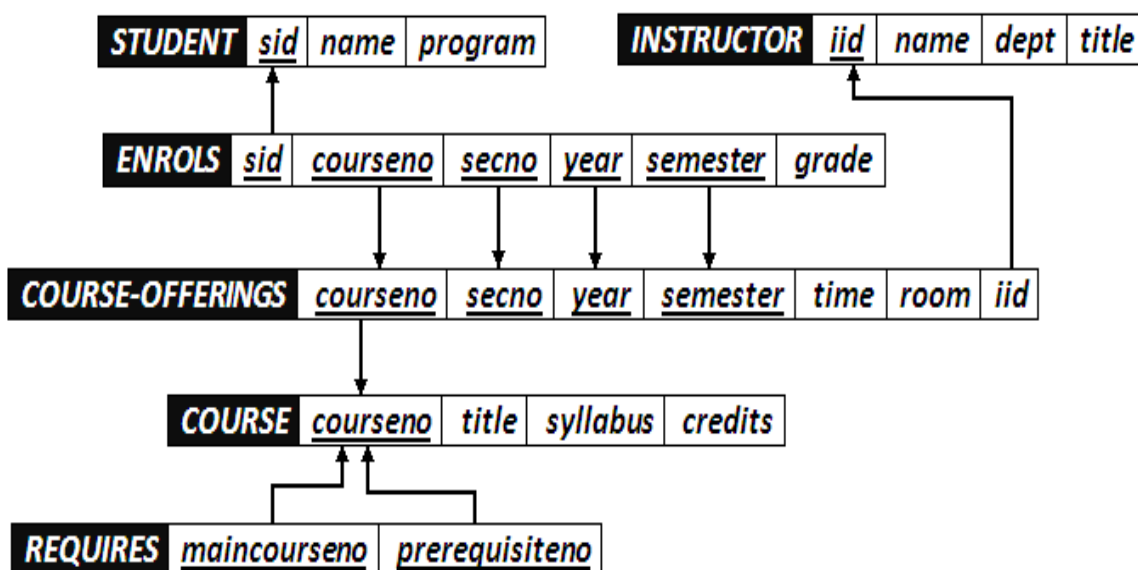 STUDENT sid name program
INSTRUCTOR iid name dept title
ENROLS sid courseno secno year semester grade
COURSE-OFFERINGS courseno secno year semester time room iid
COURSE courseno title syllabus credits
REQUIRES maincourseno prerequisiteno